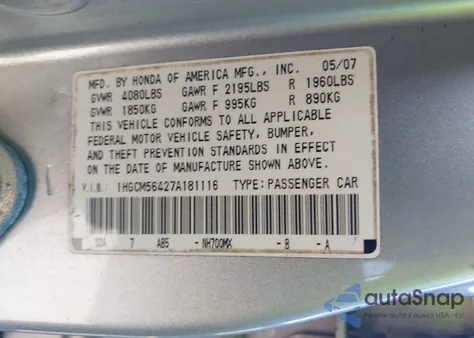 MFD. BY HONDA OF AMERICA MFG., INC. 05/07
GVWR 4080LBS GAWR F 2195LBS R 1960LBS
GVWR 1850KG GAWR F 995KG R 890KG
THIS VEHICLE CONFORMS TO ALL APPLICABLE
FEDERAL MOTOR VEHICLE SAFETY, BUMPER,
AND THEFT PREVENTION STANDARDS IN EFFECT
ON THE DATE OF MANUFACTURE SHOWN ABOVE.
V.I.N. 1HGCM56427A181116 TYPE: PASSENGER CAR
7 AB5 - NH700MX - B - A
autoSnap